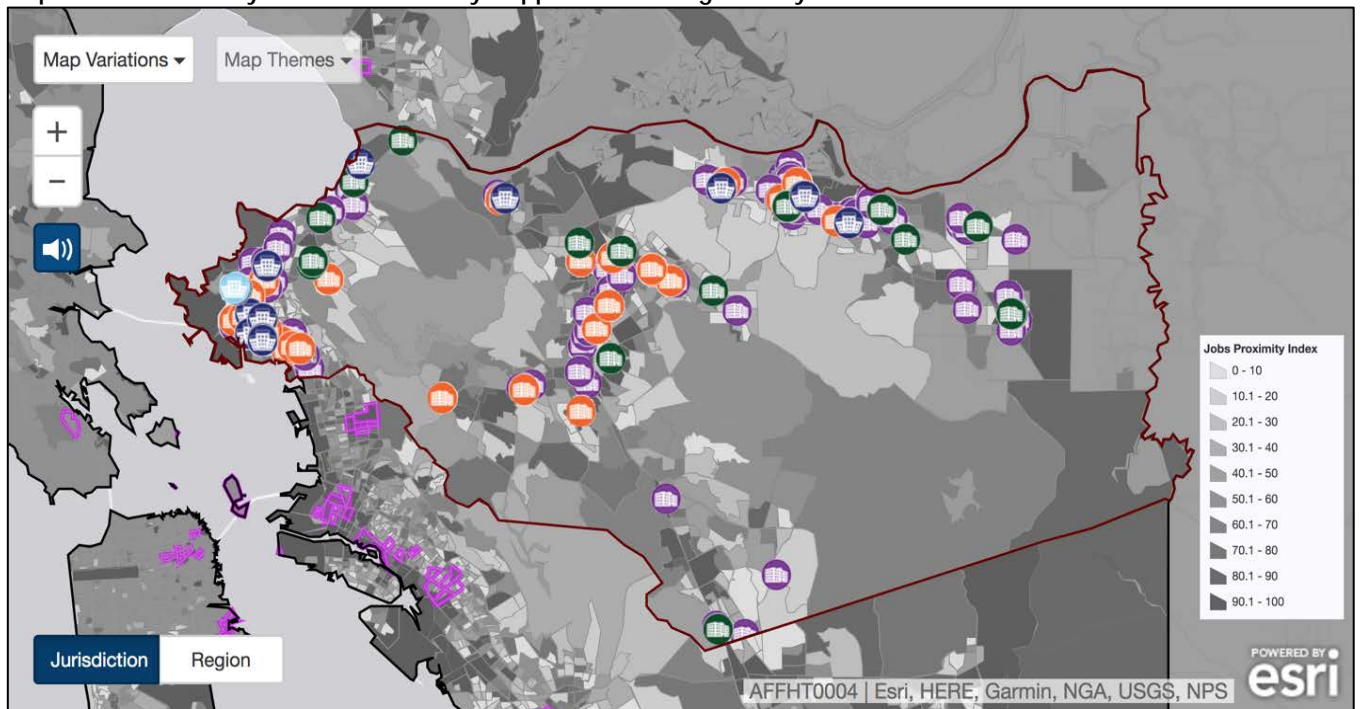 Map Variations
Map Themes
+
−
Jobs Proximity Index
0 - 10
10.1 - 20
20.1 - 30
30.1 - 40
40.1 - 50
50.1 - 60
60.1 - 70
70.1 - 80
80.1 - 90
90.1 - 100
Jurisdiction
Region
POWERED BY
esri
AFFHT0004 | Esri, HERE, Garmin, NGA, USGS, NPS